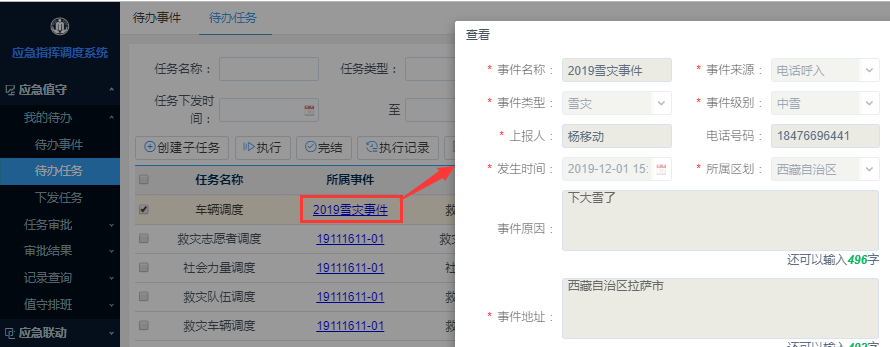 待办事件 待办任务
应急指挥调度系统
应急值守
我的待办
待办事件
待办任务
下发任务
任务审批
审批结果
记录查询
值守排班
应急联动
任务名称： 任务类型：
任务下发时间： 至
创建子任务 执行 完结 执行记录
任务名称 所属事件
车辆调度 2019雪灾事件 救
救灾志愿者调度 19111611-01 救
社会力量调度 19111611-01
救灾队伍调度 19111611-01
救灾车辆调度 19111611-01
查看
* 事件名称： 2019雪灾事件 * 事件来源： 电话呼入
* 事件类型： 雪灾 * 事件级别： 中雪
* 上报人： 杨移动 电话号码： 18476696441
* 发生时间： 2019-12-01 15: * 所属区划： 西藏自治区
事件原因： 下大雪了
还可以输入496字
* 事件地址： 西藏自治区拉萨市
还可以输入492字